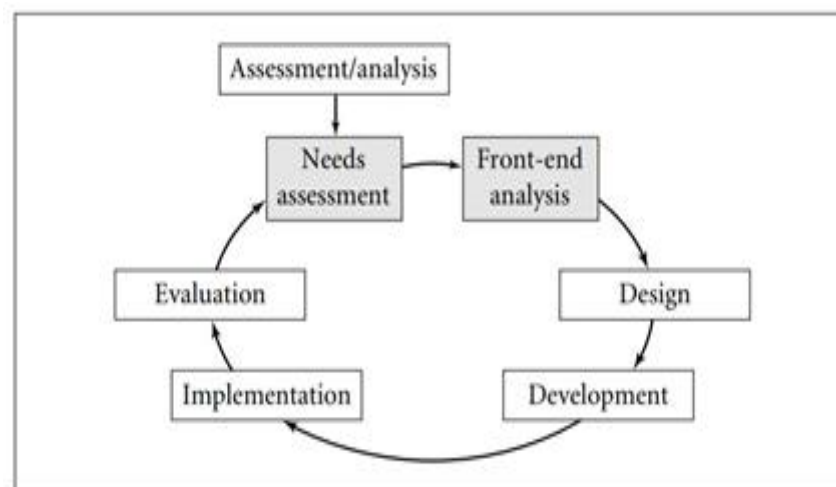 Assessment/analysis
Needs
assessment
Front-end
analysis
Evaluation
Design
Implementation
Development